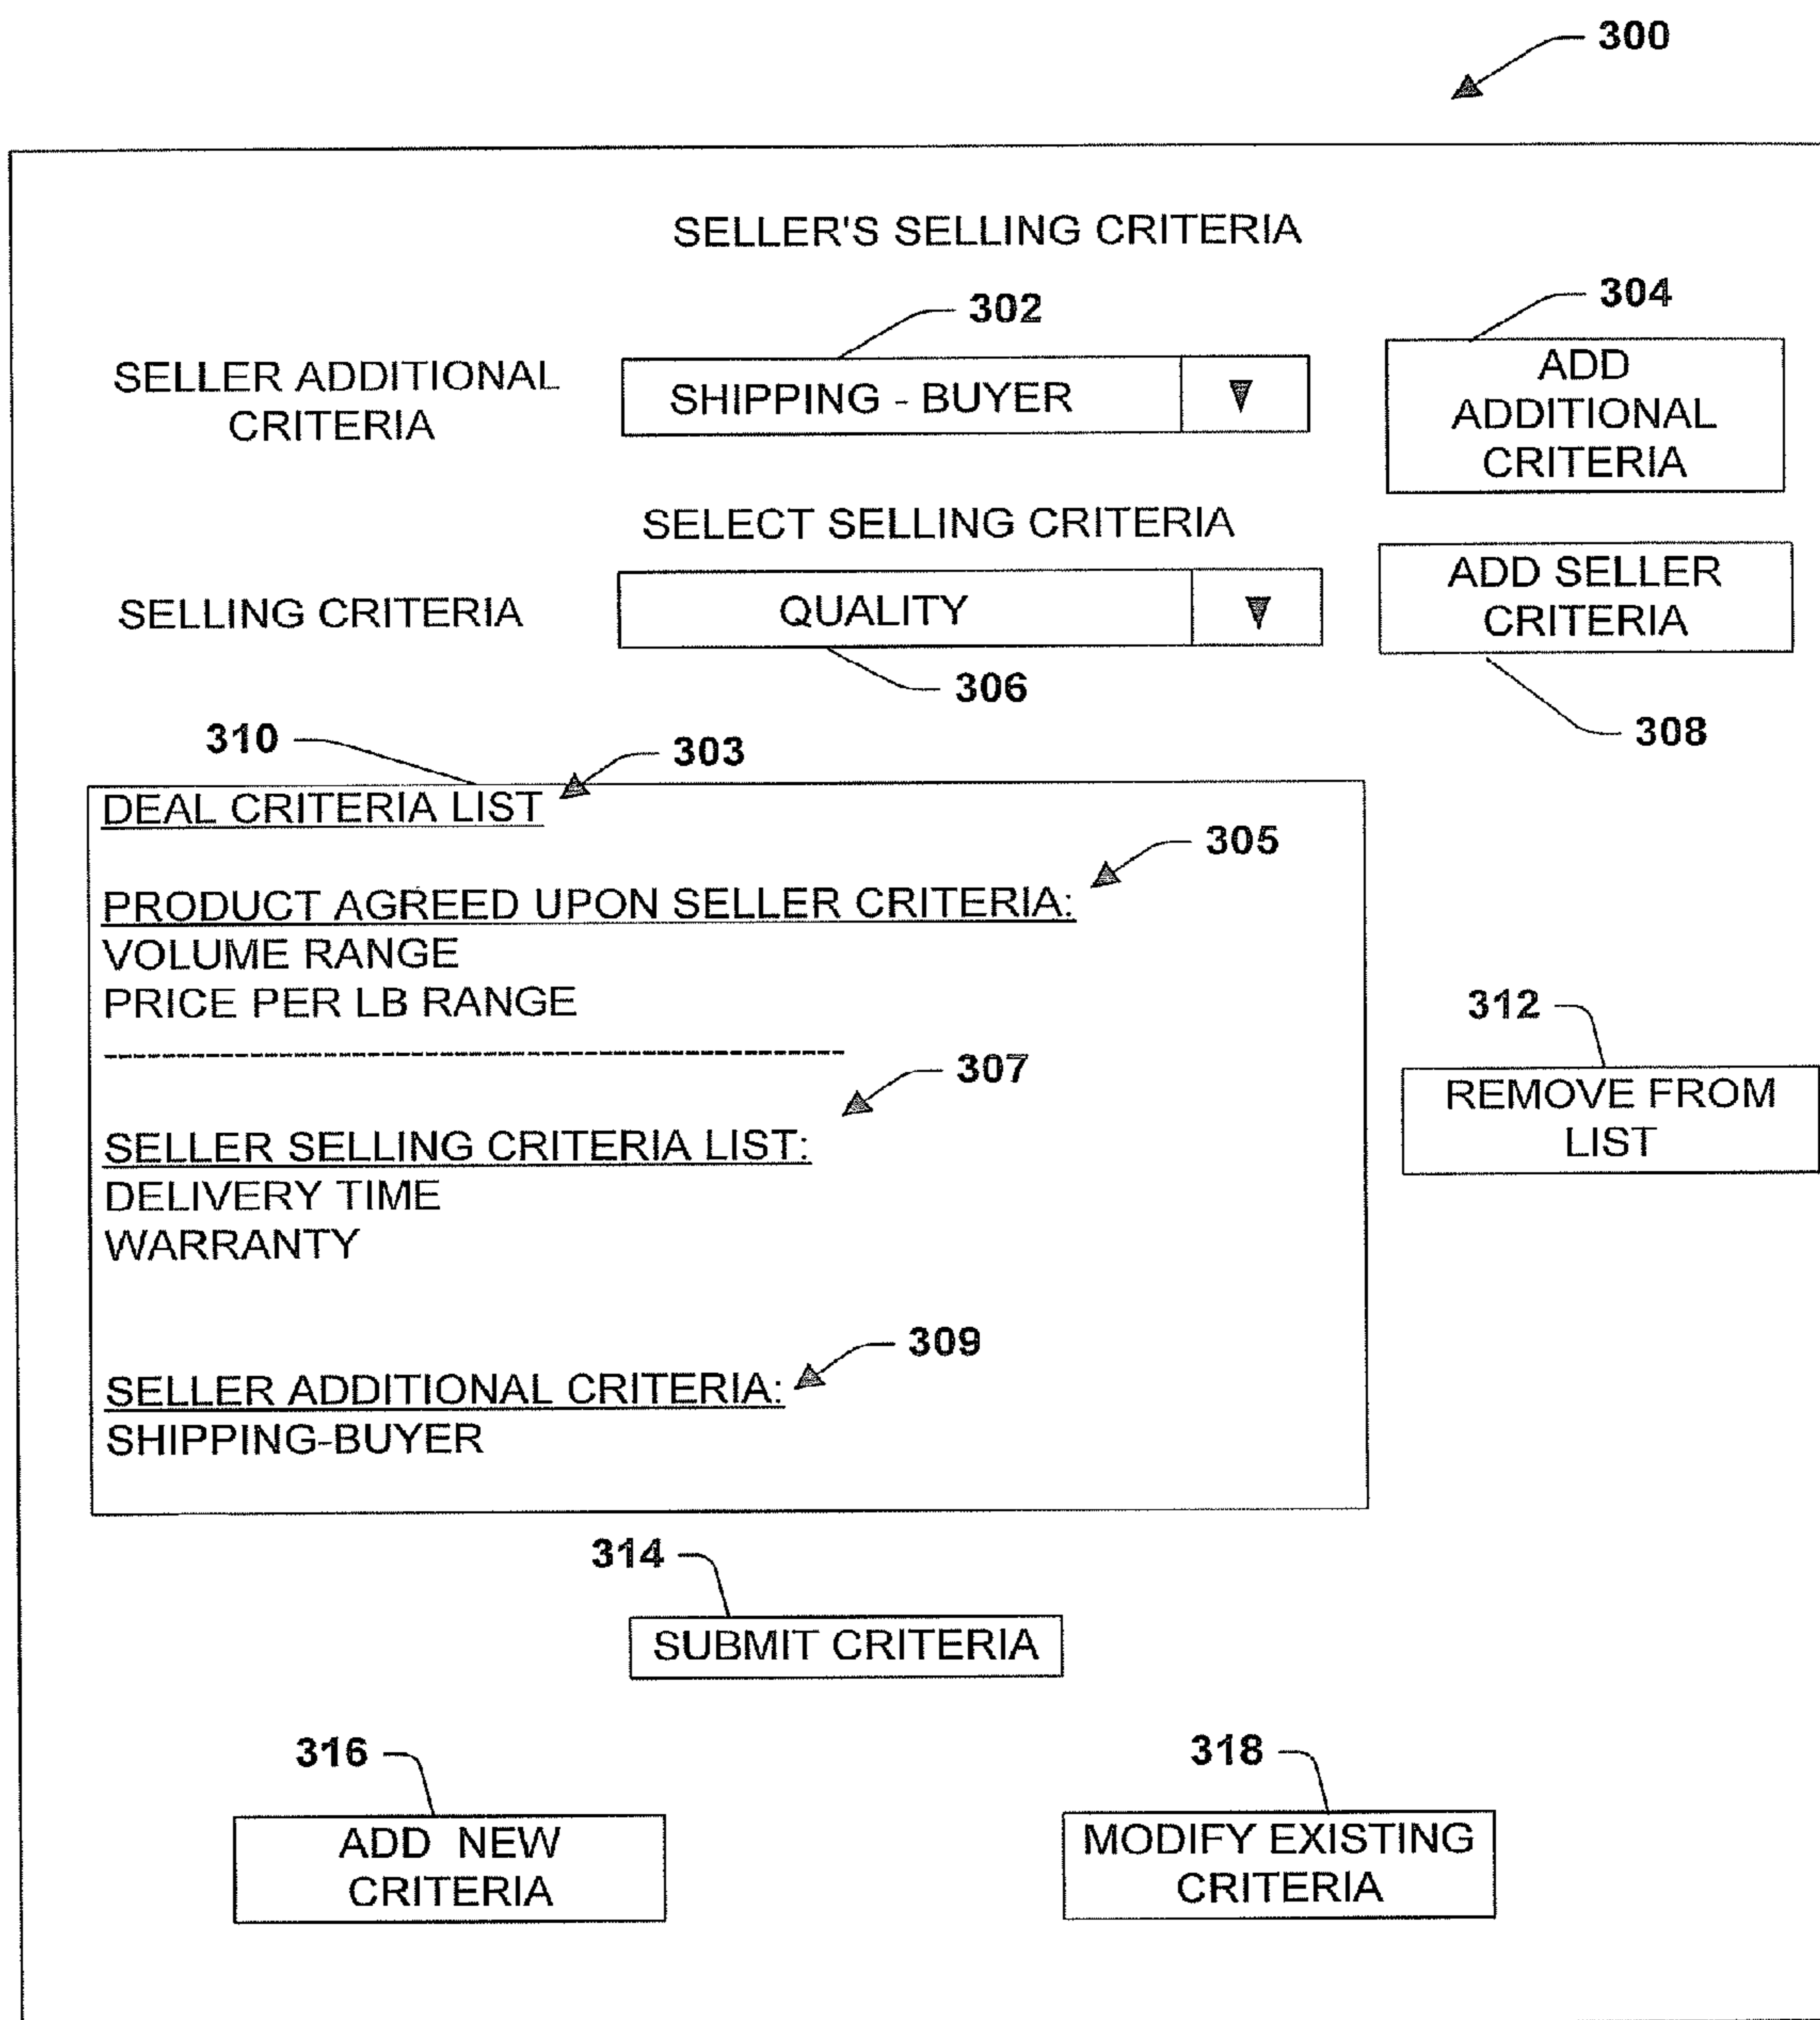 300
SELLER'S SELLING CRITERIA
302
304
SELLER ADDITIONAL
CRITERIA
SHIPPING - BUYER
ADD
ADDITIONAL
CRITERIA
SELECT SELLING CRITERIA
SELLING CRITERIA
QUALITY
ADD SELLER
CRITERIA
306
308
310
303
DEAL CRITERIA LIST
305
PRODUCT AGREED UPON SELLER CRITERIA:
VOLUME RANGE
PRICE PER LB RANGE
307
SELLER SELLING CRITERIA LIST:
DELIVERY TIME
WARRANTY
309
SELLER ADDITIONAL CRITERIA:
SHIPPING-BUYER
312
REMOVE FROM
LIST
314
SUBMIT CRITERIA
316
ADD NEW
CRITERIA
318
MODIFY EXISTING
CRITERIA